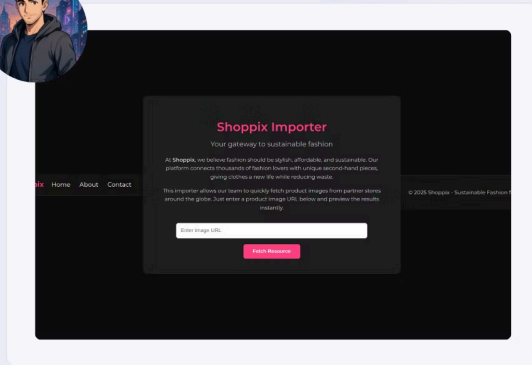 Shoppix Importer
Your gateway to sustainable fashion
At Shoppix, we believe fashion should be stylish, affordable, and sustainable. Our
platform connects thousands of fashion lovers with unique second-hand pieces,
giving clothes a new life while reducing waste.
pix Home About Contact
This importer allows our team to quickly fetch product images from partner stores
around the globe. Just enter a product image URL below and preview the results
instantly.
© 2025 Shoppix - Sustainable Fashion f
Enter image URL
Fetch Resource